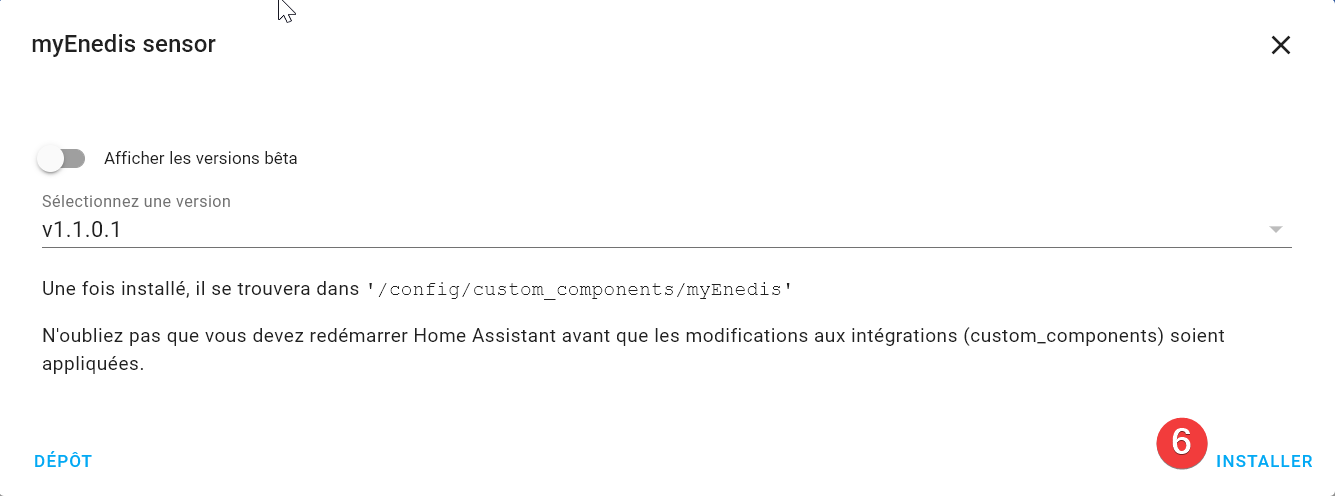 myEnedis sensor
Afficher les versions bêta
Sélectionnez une version
v1.1.0.1
Une fois installé, il se trouvera dans '/config/custom_components/myEnedis'
N'oubliez pas que vous devez redémarrer Home Assistant avant que les modifications aux intégrations (custom_components) soient
appliquées.
6
DÉPÔT
INSTALLER